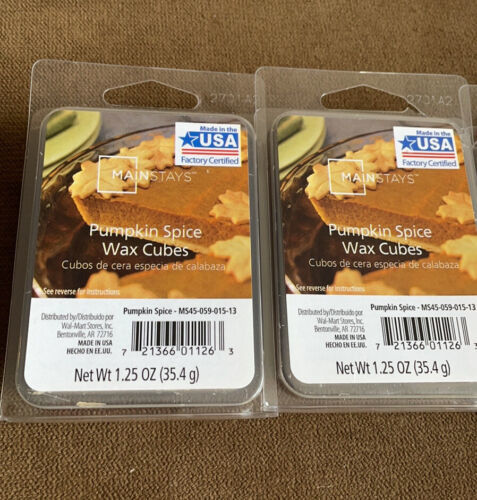 2701A2
Made in the
USA
Factory Certified
MAINSTAYS™
Pumpkin Spice
Wax Cubes
Cubos de cera especia de calabaza
See reverse for instructions
Pumpkin Spice - MS45-059-015-13
Distributed by/Distribuido por
Wal-Mart Stores, Inc.
Bentonville, AR 72716
MADE IN USA
HECHO EN EE.UU.
7 21366 01126 3
Net Wt 1.25 OZ (35.4 g)
2701A2
Made in the
USA
Factory Certified
MAINSTAYS™
Pumpkin Spice
Wax Cubes
Cubos de cera especia de calabaza
See reverse for instructions
Pumpkin Spice - MS45-059-015-13
Distributed by/Distribuido por
Wal-Mart Stores, Inc.
Bentonville, AR 72716
MADE IN USA
HECHO EN EE.UU.
7 21366 01126 3
Net Wt 1.25 OZ (35.4 g)